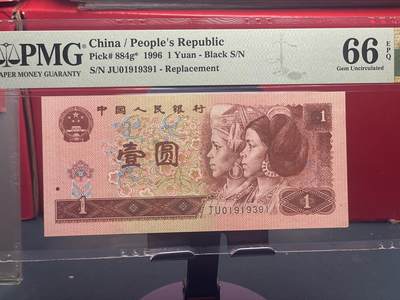 PMG
PAPER MONEY GUARANTY
China / People's Republic
Pick# 884g* 1996 1 Yuan - Black S/N
S/N JU01919391 - Replacement
66 EPQ
Gem Uncirculated
中国人民银行
1
壹圆
1
JU01919391
1